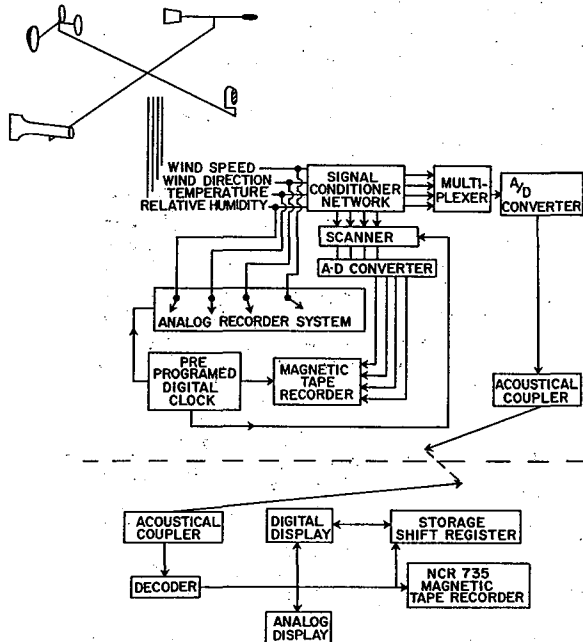 WIND SPEED
WIND DIRECTION
TEMPERATURE
RELATIVE HUMIDITY
SIGNAL
CONDITIONER
NETWORK
MULTI-
PLEXER
A/D
CONVERTER
SCANNER
A-D CONVERTER
ANALOG RECORDER SYSTEM
PRE
PROGRAMED
DIGITAL
CLOCK
MAGNETIC
TAPE
RECORDER
ACOUSTICAL
COUPLER
ACOUSTICAL
COUPLER
DIGITAL
DISPLAY
STORAGE
SHIFT REGISTER
DECODER
NCR 735
MAGNETIC
TAPE RECORDER
ANALOG
DISPLAY